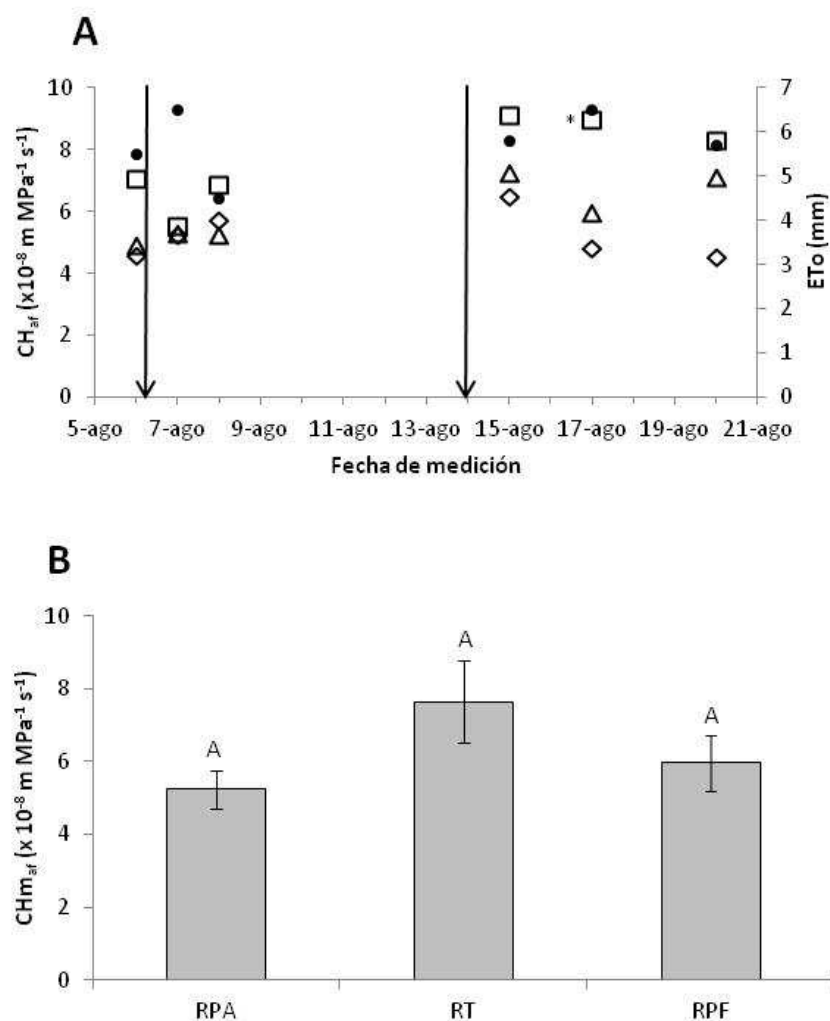 A
10
8
6
4
2
0
CHaf (x10-8 m MPa-1 s-1)
*
7
6
5
4
3
2
1
0
ETo (mm)
5-ago 7-ago 9-ago 11-ago 13-ago 15-ago 17-ago 19-ago 21-ago
Fecha de medición
B
10
8
6
4
2
0
CHmaf (x 10-8 m MPa-1 s-1)
A A A
RPA RT RPF